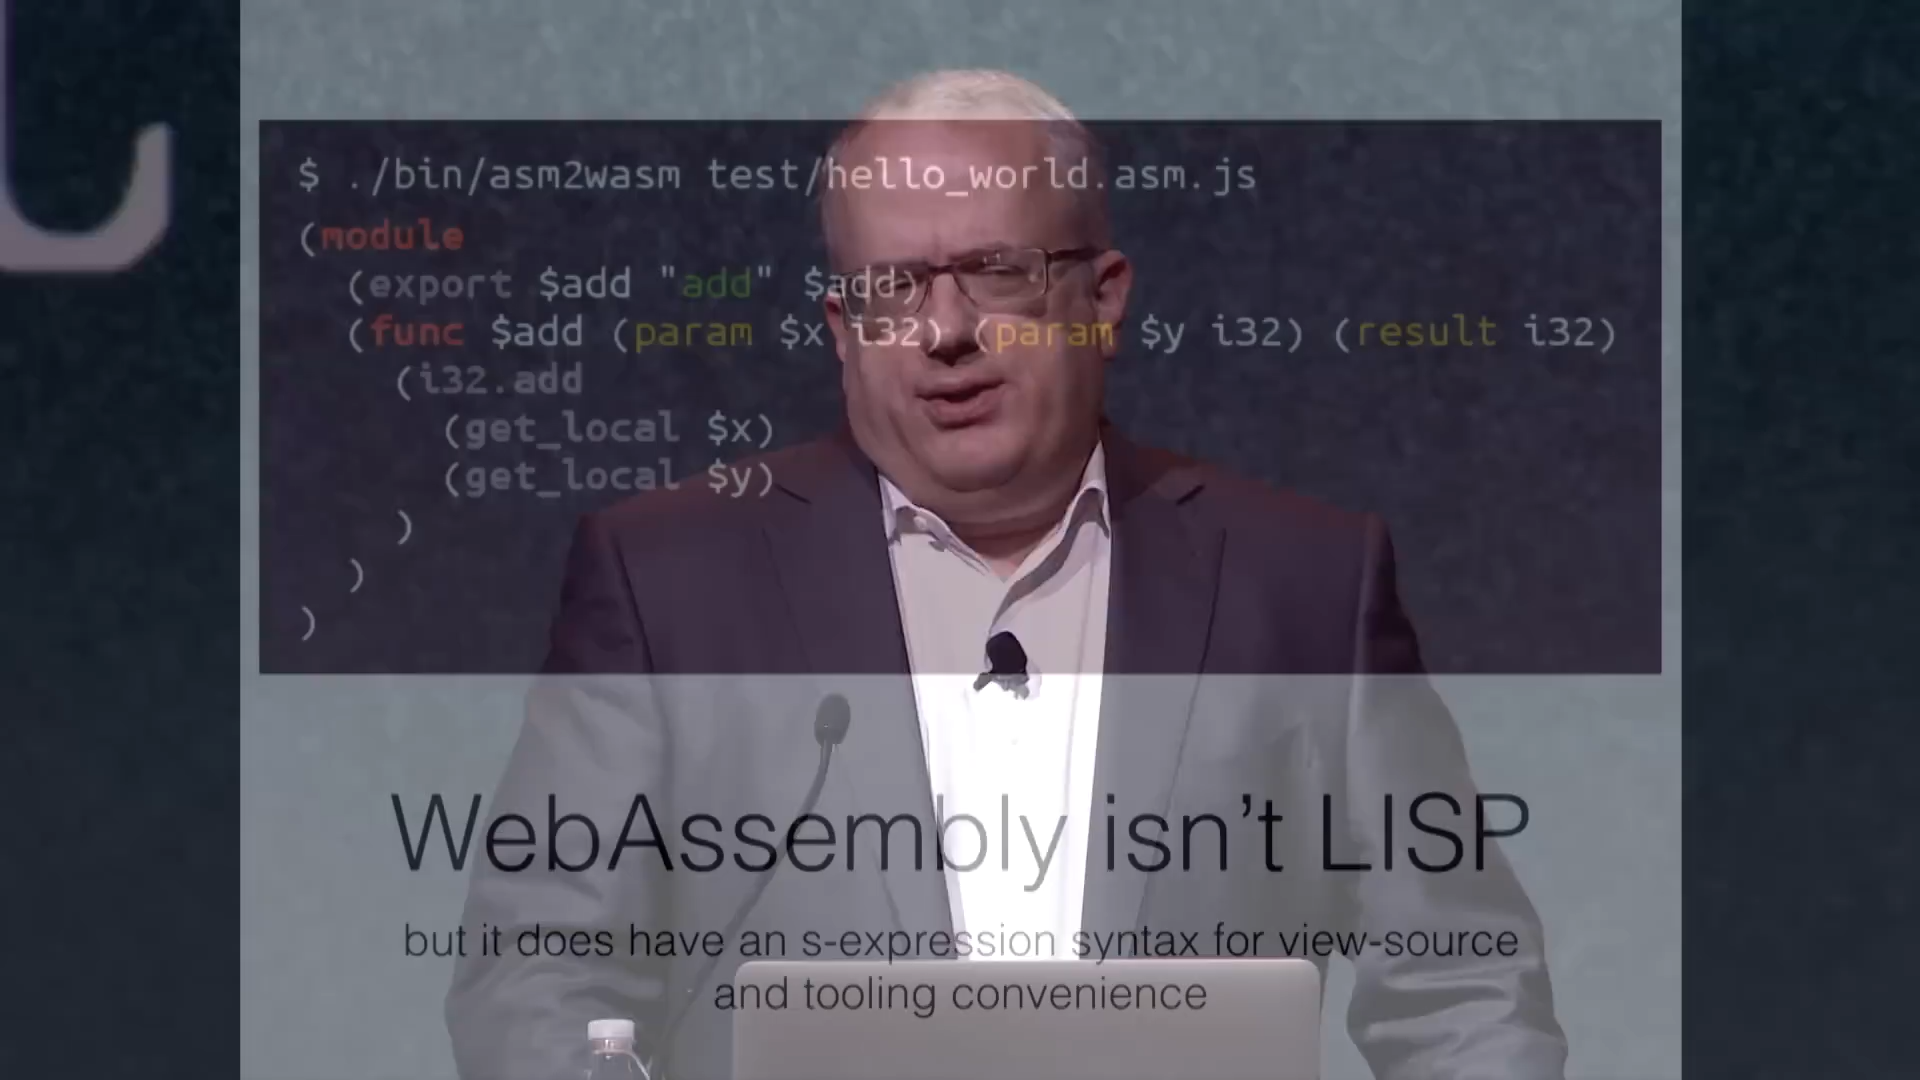 $ ./bin/asm2wasm test/hello_world.asm.js
(module
(export $add "add" $add)
(func $add (param $x i32) (param $y i32) (result i32)
(i32.add
(get_local $x)
(get_local $y)
)
)
)
WebAssembly isn’t LISP
but it does have an s-expression syntax for view-source
and tooling convenience